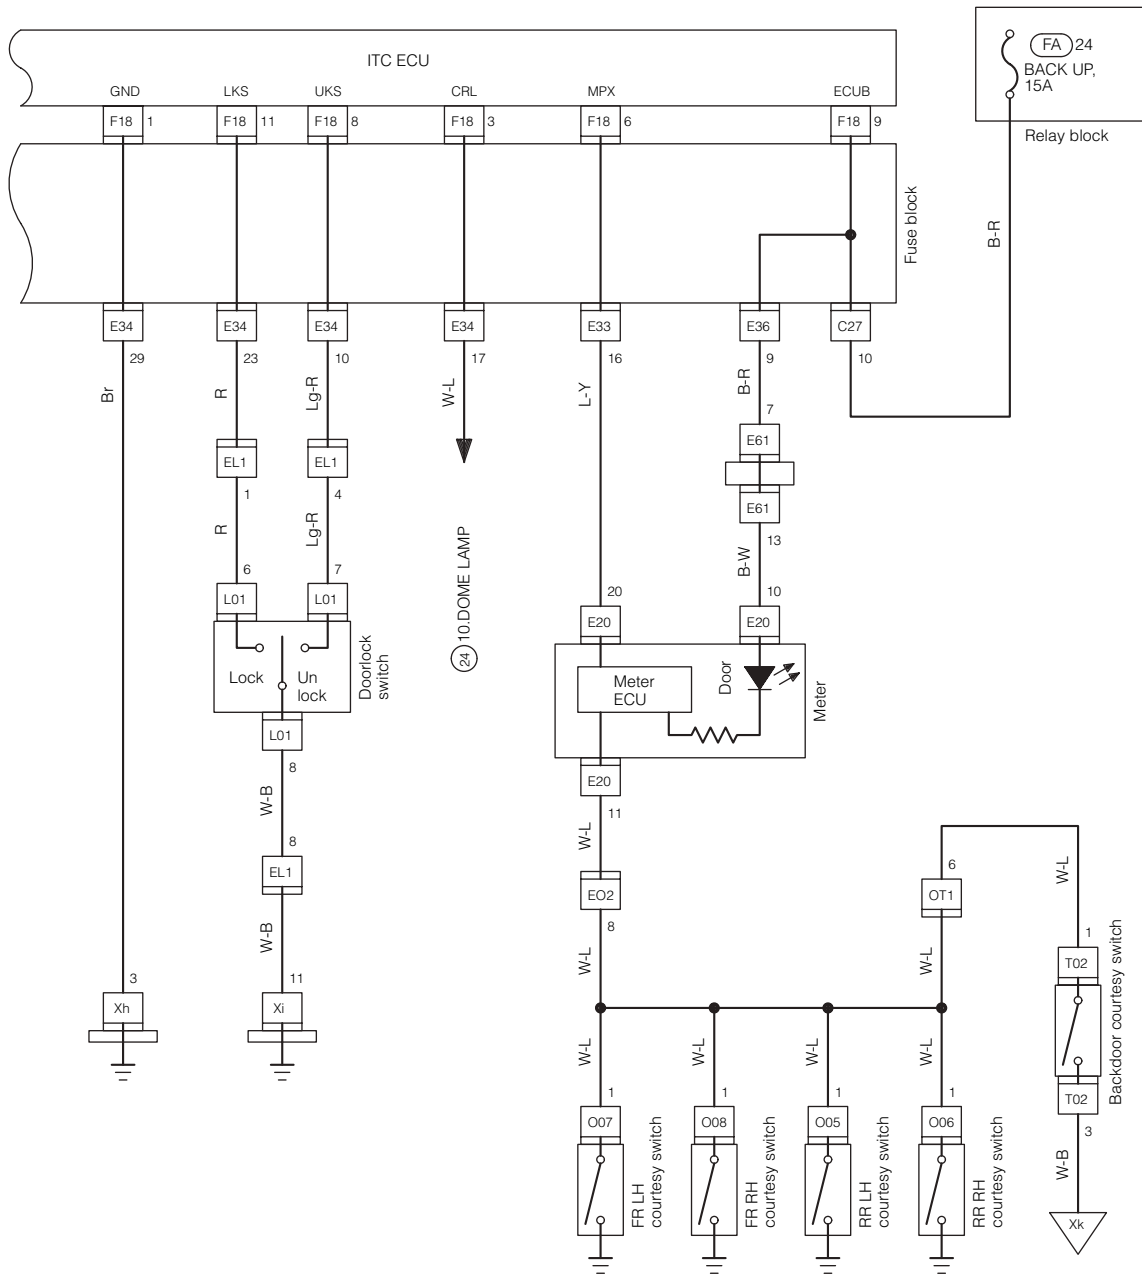 ITC ECU
FA 24
BACK UP,
15A
Relay block
GND LKS UKS CRL MPX ECUB
F18 1 F18 11 F18 8 F18 3 F18 6 F18 9
Fuse block
B-R
E34 E34 E34 E34 E33 E36 C27
29 23 10 17 16 9 10
Br R Lg-R W-L L-Y B-R
7
EL1 EL1 E61
1 4
E61
R Lg-R 13
B-W
10.DOME LAMP
24
6 7 20 10
L01 L01 E20 E20
Lock
Un
lock
Doorlock
switch
Meter
ECU
Door
Meter
L01 E20
8 11
W-B W-L W-L
8 6
EL1 EO2 OT1
8
W-B W-L W-L
1
T02
Backdoor courtesy switch
3 11
Xh Xi
W-L W-L W-L W-L
T02
3
1 1 1 1
O07 O08 O05 O06
W-B
FR LH
courtesy switch
FR RH
courtesy switch
RR LH
courtesy switch
RR RH
courtesy switch
Xk